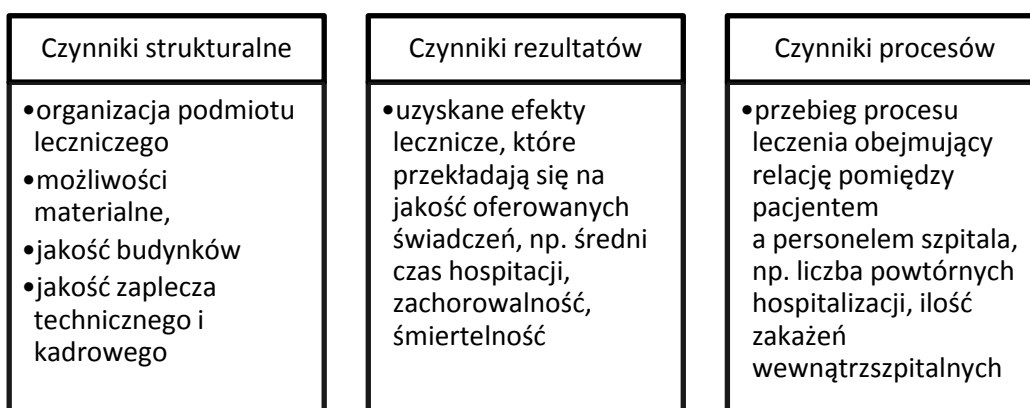 Czynniki strukturalne
•organizacja podmiotu
leczniczego
•możliwości
materialne,
•jakość budynków
•jakość zaplecza
technicznego i
kadrowego
Czynniki rezultatów
•uzyskane efekty
lecznicze, które
przekładają się na
jakość oferowanych
świadczeń, np. średni
czas hospitacji,
zachorowalność,
śmiertelność
Czynniki procesów
•przebieg procesu
leczenia obejmujący
relację pomiędzy
pacjentem
a personelem szpitala,
np. liczba powtórnych
hospitalizacji, ilość
zakażeń
wewnątrzszpitalnych